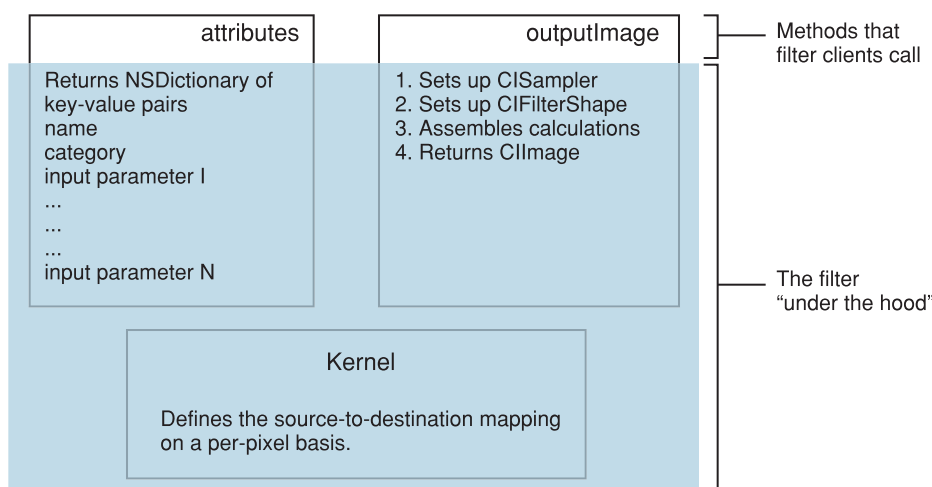 attributes
Returns NSDictionary of
key-value pairs
name
category
input parameter I
...
...
...
input parameter N
outputImage
1. Sets up CISampler
2. Sets up CIFilterShape
3. Assembles calculations
4. Returns CIImage
Methods that
filter clients call
The filter
“under the hood”
Kernel
Defines the source-to-destination mapping
on a per-pixel basis.